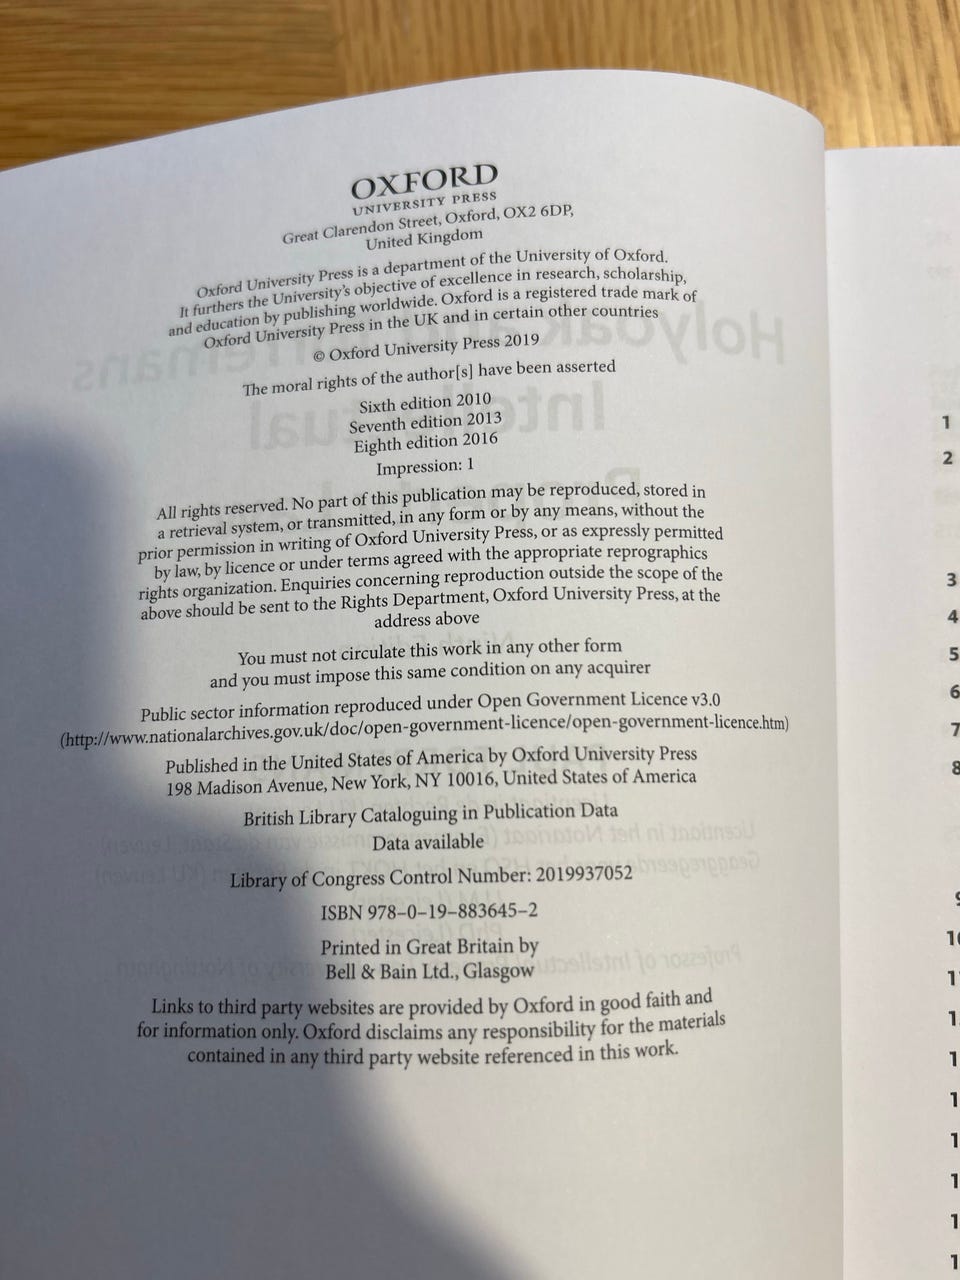 OXFORD
UNIVERSITY PRESS
Great Clarendon Street, Oxford, OX2 6DP,
United Kingdom
Oxford University Press is a department of the University of Oxford.
It furthers the University's objective of excellence in research, scholarship,
and education by publishing worldwide. Oxford is a registered trade mark of
Oxford University Press in the UK and in certain other countries
© Oxford University Press 2019
The moral rights of the author[s] have been asserted
Sixth edition 2010
Seventh edition 2013
Eighth edition 2016
Impression: 1
All rights reserved. No part of this publication may be reproduced, stored in
a retrieval system, or transmitted, in any form or by any means, without the
prior permission in writing of Oxford University Press, or as expressly permitted
by law, by licence or under terms agreed with the appropriate reprographics
rights organization. Enquiries concerning reproduction outside the scope of the
above should be sent to the Rights Department, Oxford University Press, at the
address above
You must not circulate this work in any other form
and you must impose this same condition on any acquirer
Public sector information reproduced under Open Government Licence v3.0
(http://www.nationalarchives.gov.uk/doc/open-government-licence/open-government-licence.htm)
Published in the United States of America by Oxford University Press
198 Madison Avenue, New York, NY 10016, United States of America
British Library Cataloguing in Publication Data
Data available
Library of Congress Control Number: 2019937052
ISBN 978–0–19–883645–2
Printed in Great Britain by
Bell & Bain Ltd., Glasgow
Links to third party websites are provided by Oxford in good faith and
for information only. Oxford disclaims any responsibility for the materials
contained in any third party website referenced in this work.
1
2
3
4
5
6
7
8